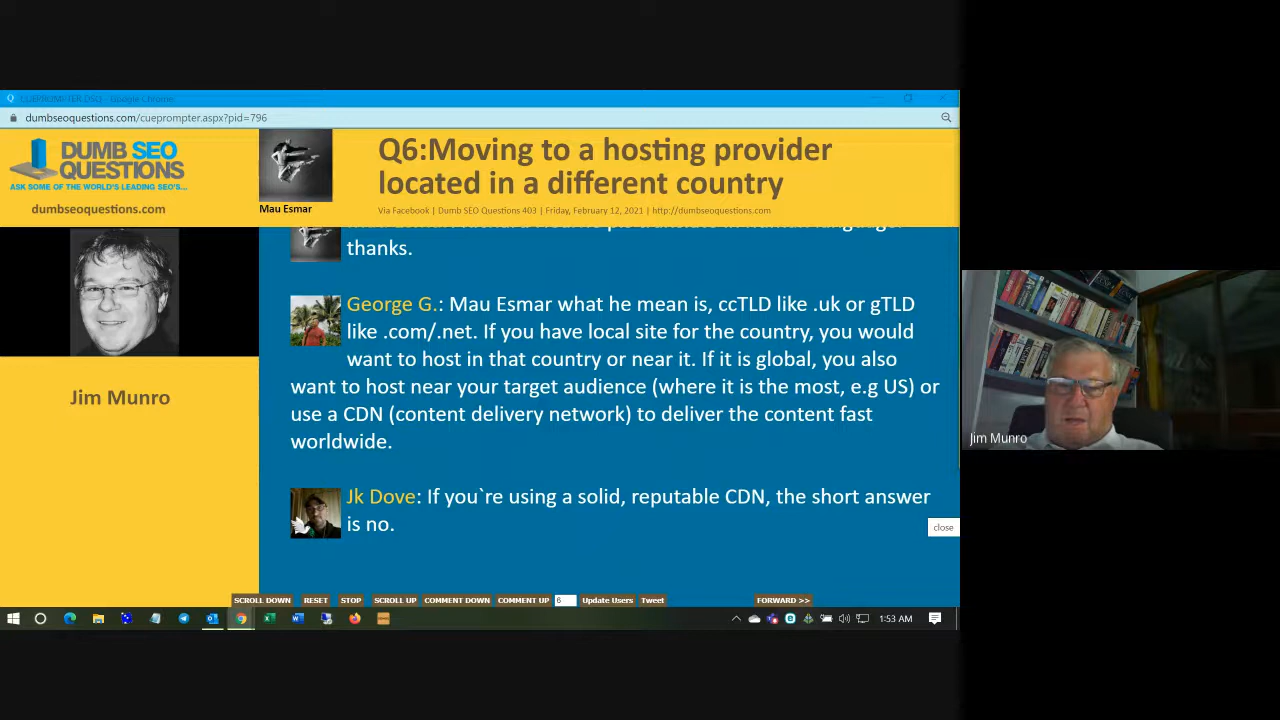 dumbseoquestions.com/cueprompter.aspx?pid=796
DUMB SEO
QUESTIONS
ASK SOME OF THE WORLD'S LEADING SEO'S...
dumbseoquestions.com
Mau Esmar
Q6:Moving to a hosting provider
located in a different country
Via Facebook | Dumb SEO Questions 403 | Friday, February 12, 2021 | http://dumbseoquestions.com
Jim Munro
thanks.
George G.: Mau Esmar what he mean is, ccTLD like .uk or gTLD
like .com/.net. If you have local site for the country, you would
want to host in that country or near it. If it is global, you also
want to host near your target audience (where it is the most, e.g US) or
use a CDN (content delivery network) to deliver the content fast
worldwide.
Jk Dove: If you`re using a solid, reputable CDN, the short answer
is no.
close
SCROLL DOWN RESET STOP SCROLL UP COMMENT DOWN COMMENT UP 6 Update Users Tweet FORWARD >>
1:53 AM
Jim Munro